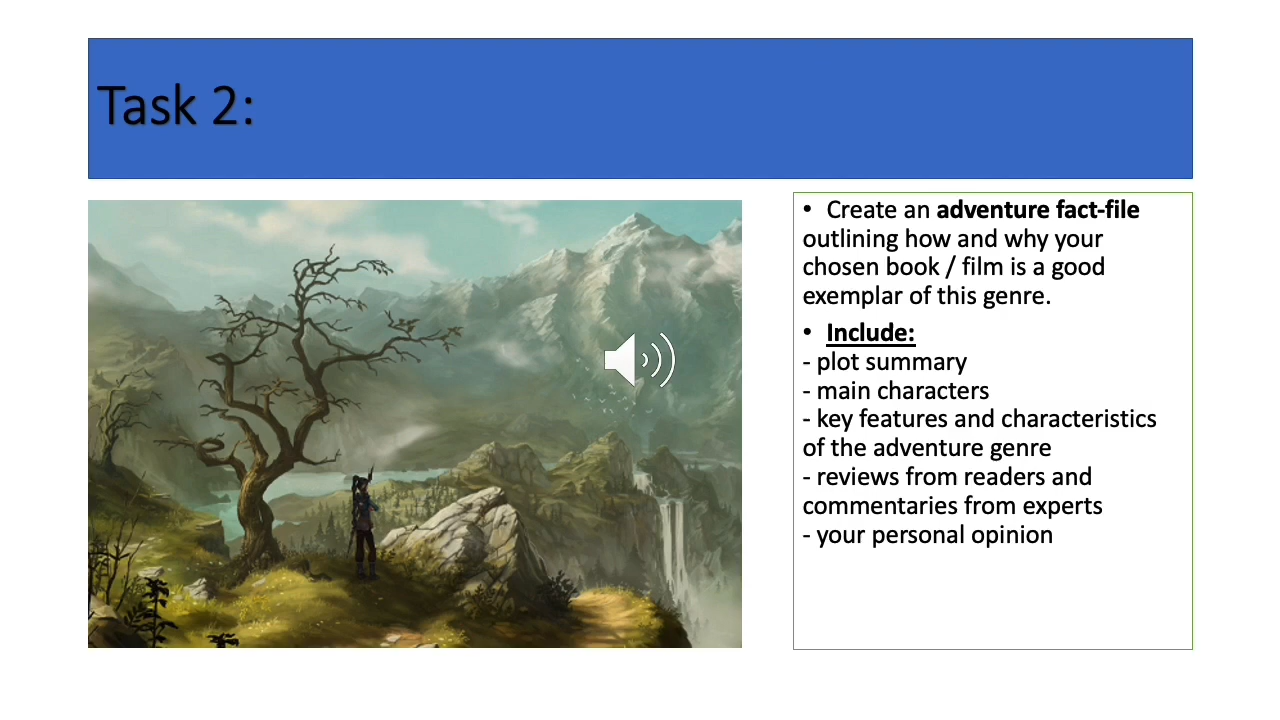 Task 2:
• Create an adventure fact-file
outlining how and why your
chosen book / film is a good
exemplar of this genre.
• Include:
- plot summary
- main characters
- key features and characteristics
of the adventure genre
- reviews from readers and
commentaries from experts
- your personal opinion